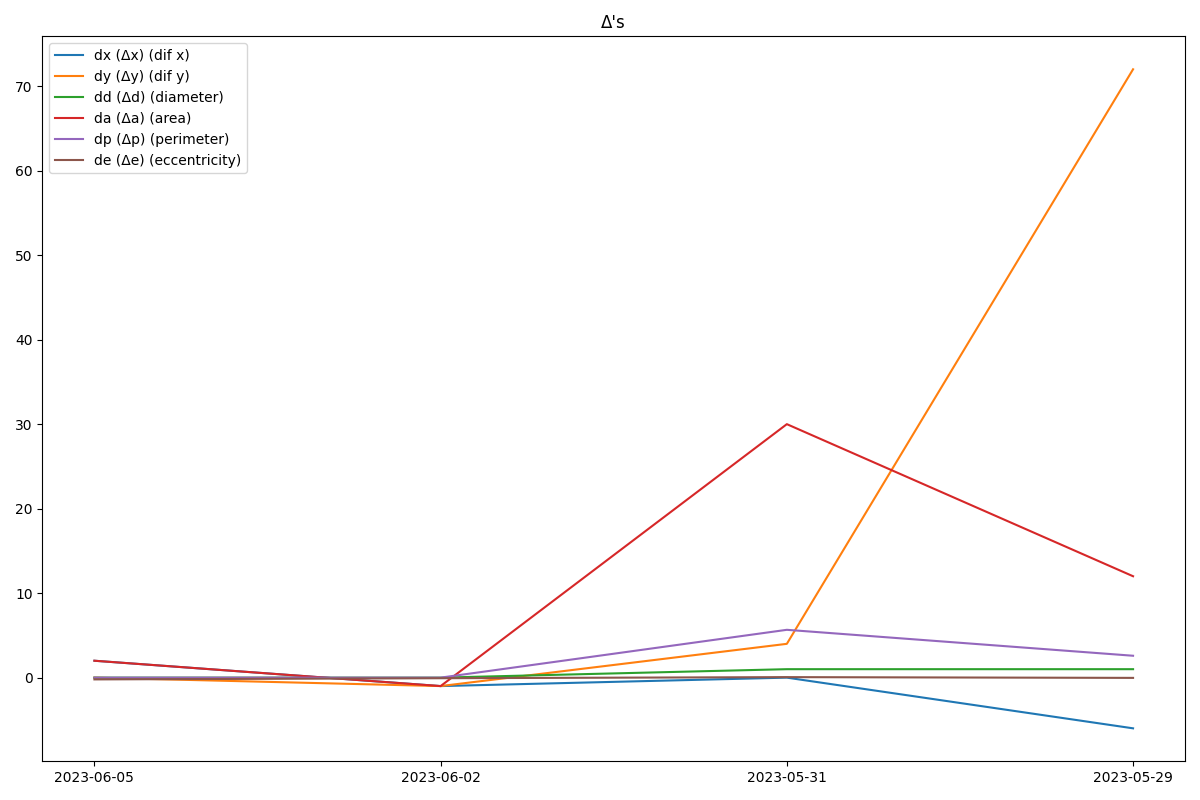 Δ's
dx (Δx) (dif x)
dy (Δy) (dif y)
dd (Δd) (diameter)
da (Δa) (area)
dp (Δp) (perimeter)
de (Δe) (eccentricity)
70
60
50
40
30
20
10
0
2023-06-05 2023-06-02 2023-05-31 2023-05-29